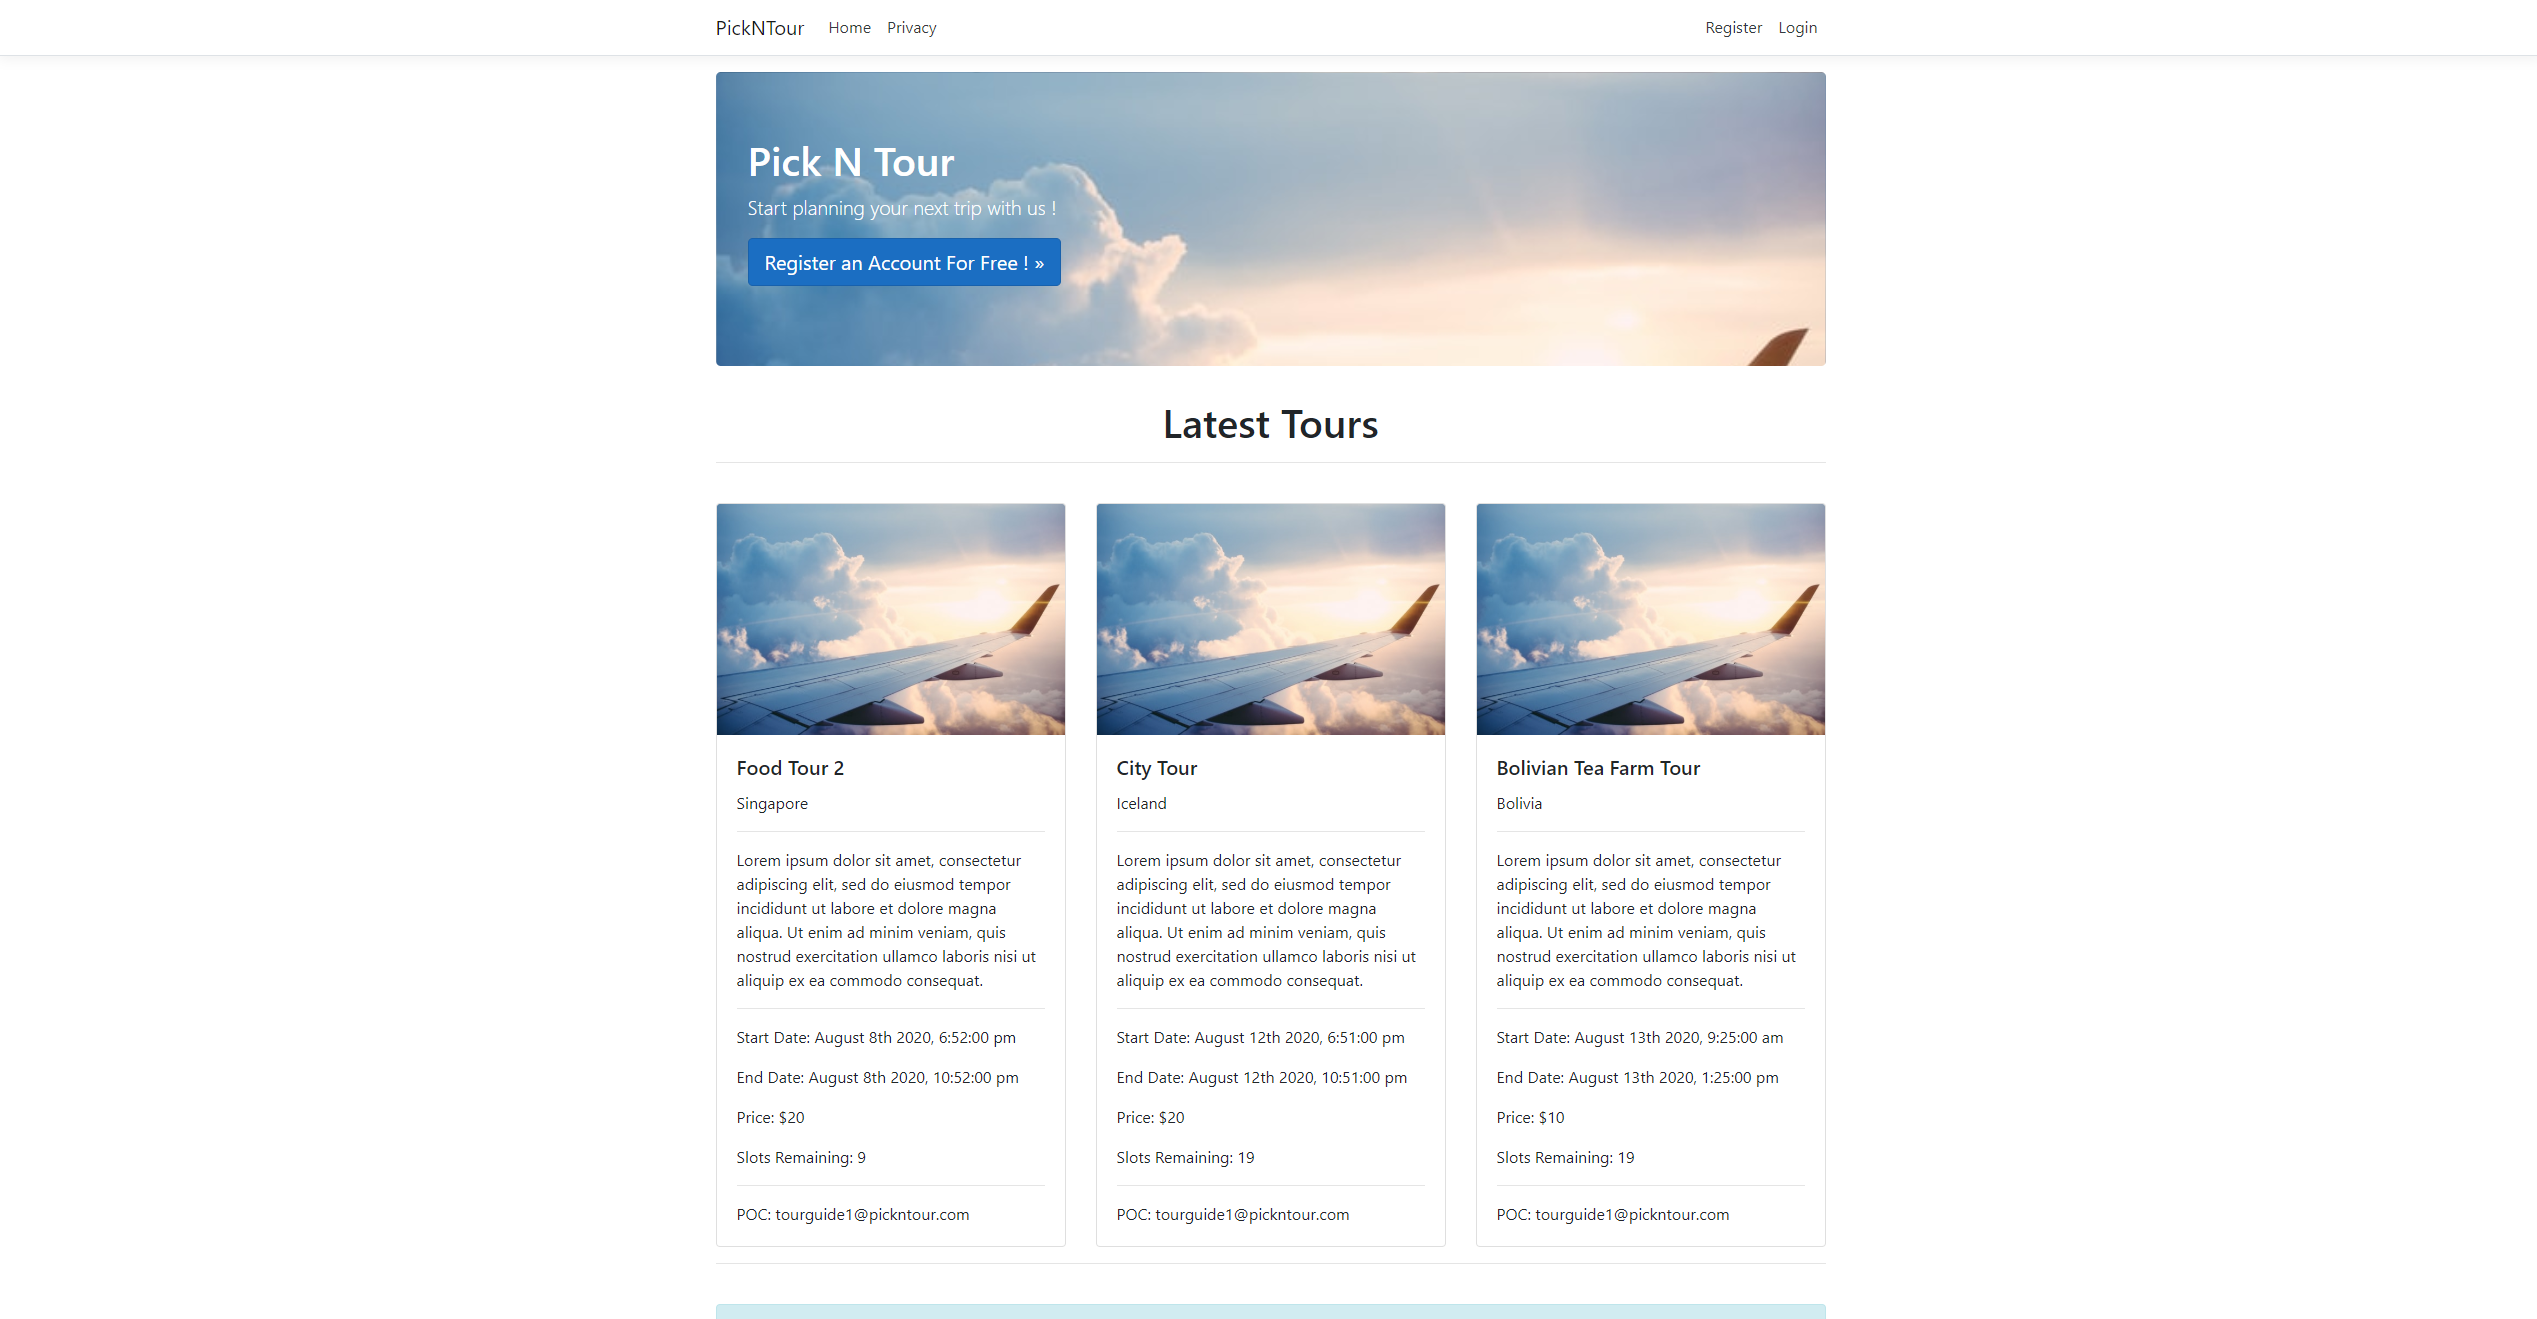 PickNTour Home Privacy Register Login
Pick N Tour
Start planning your next trip with us !
Register an Account For Free ! »
Latest Tours
Food Tour 2
Singapore
Lorem ipsum dolor sit amet, consectetur
adipiscing elit, sed do eiusmod tempor
incididunt ut labore et dolore magna
aliqua. Ut enim ad minim veniam, quis
nostrud exercitation ullamco laboris nisi ut
aliquip ex ea commodo consequat.
Start Date: August 8th 2020, 6:52:00 pm
End Date: August 8th 2020, 10:52:00 pm
Price: $20
Slots Remaining: 9
POC: tourguide1@pickntour.com
City Tour
Iceland
Lorem ipsum dolor sit amet, consectetur
adipiscing elit, sed do eiusmod tempor
incididunt ut labore et dolore magna
aliqua. Ut enim ad minim veniam, quis
nostrud exercitation ullamco laboris nisi ut
aliquip ex ea commodo consequat.
Start Date: August 12th 2020, 6:51:00 pm
End Date: August 12th 2020, 10:51:00 pm
Price: $20
Slots Remaining: 19
POC: tourguide1@pickntour.com
Bolivian Tea Farm Tour
Bolivia
Lorem ipsum dolor sit amet, consectetur
adipiscing elit, sed do eiusmod tempor
incididunt ut labore et dolore magna
aliqua. Ut enim ad minim veniam, quis
nostrud exercitation ullamco laboris nisi ut
aliquip ex ea commodo consequat.
Start Date: August 13th 2020, 9:25:00 am
End Date: August 13th 2020, 1:25:00 pm
Price: $10
Slots Remaining: 19
POC: tourguide1@pickntour.com